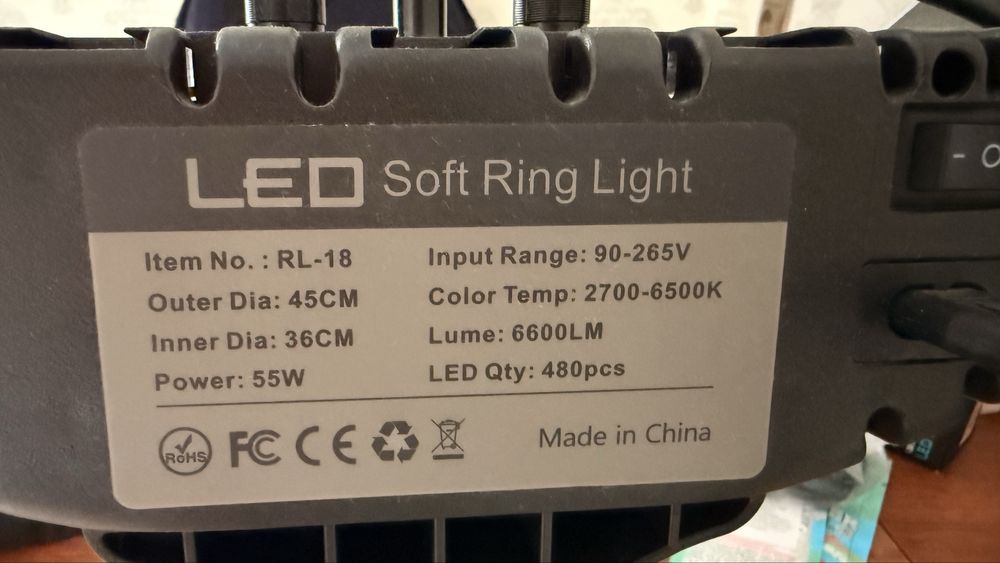 LED Soft Ring Light
Item No. : RL-18
Outer Dia: 45CM
Inner Dia: 36CM
Power: 55W
Input Range: 90-265V
Color Temp: 2700-6500K
Lume: 6600LM
LED Qty: 480pcs
RoHS FC CE
Made in China
- O
LED